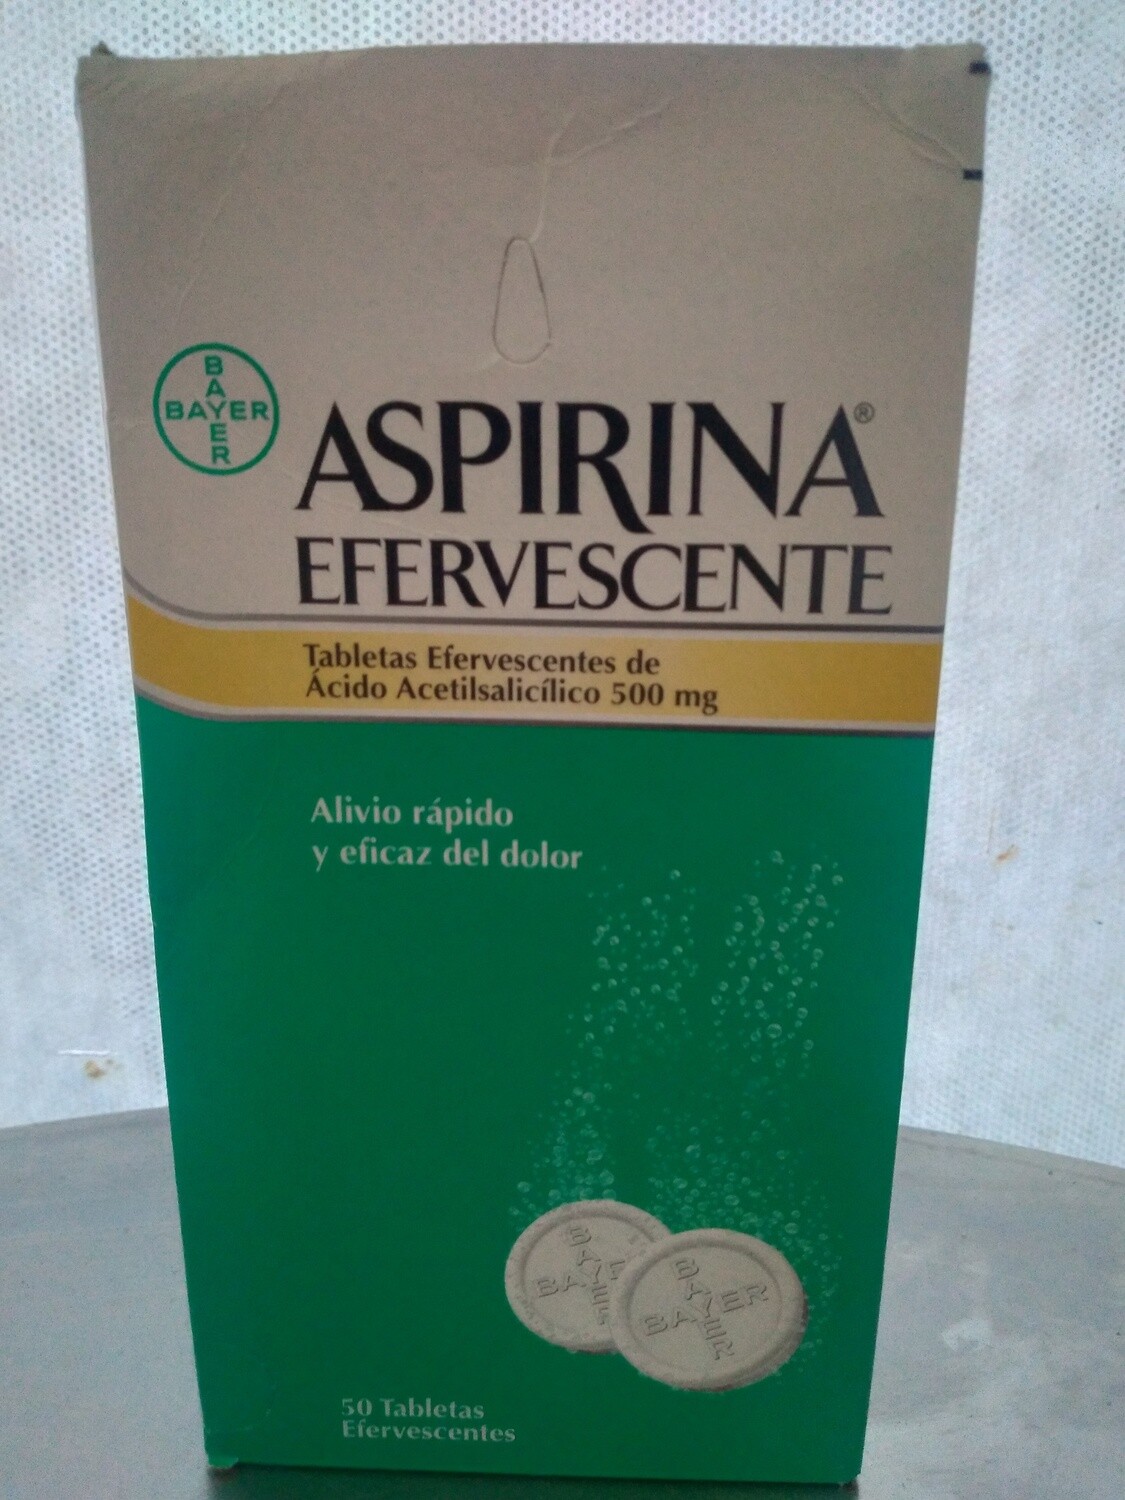 BAYER
BAYER
ASPIRINA®
EFERVESCENTE
Tabletas Efervescentes de
Ácido Acetilsalicílico 500 mg
Alivio rápido
y eficaz del dolor
BAYER
BAYER
BAYER
BAYER
50 Tabletas
Efervescentes